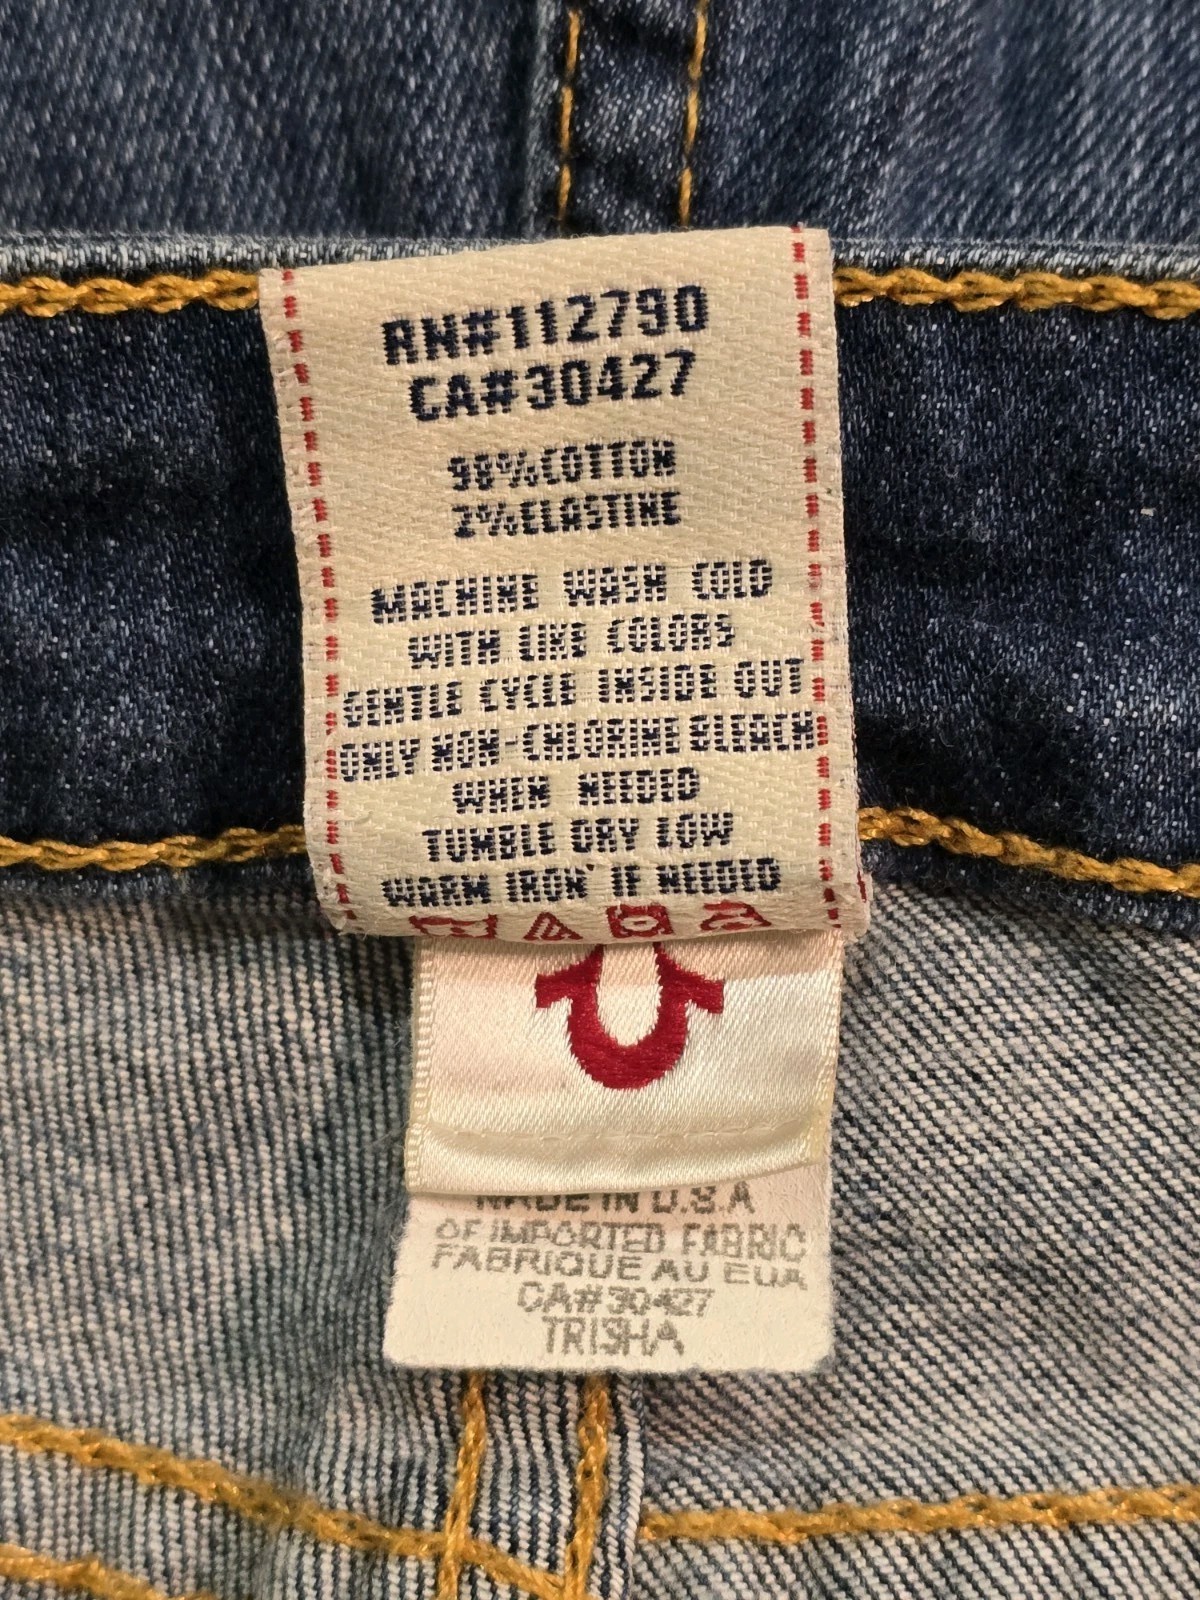 RN#112790
CA#30427
98%COTTON
2%ELASTINE
MACHINE WASH COLD
WITH LIKE COLORS
GENTLE CYCLE INSIDE OUT
ONLY NON-CHLORINE BLEACH
WHEN NEEDED
TUMBLE DRY LOW
WARM IRON IF NEEDED
MADE IN U.S.A
OF IMPORTED FABRIC
FABRIQUE AU EUA
CA#30427
TRISHA